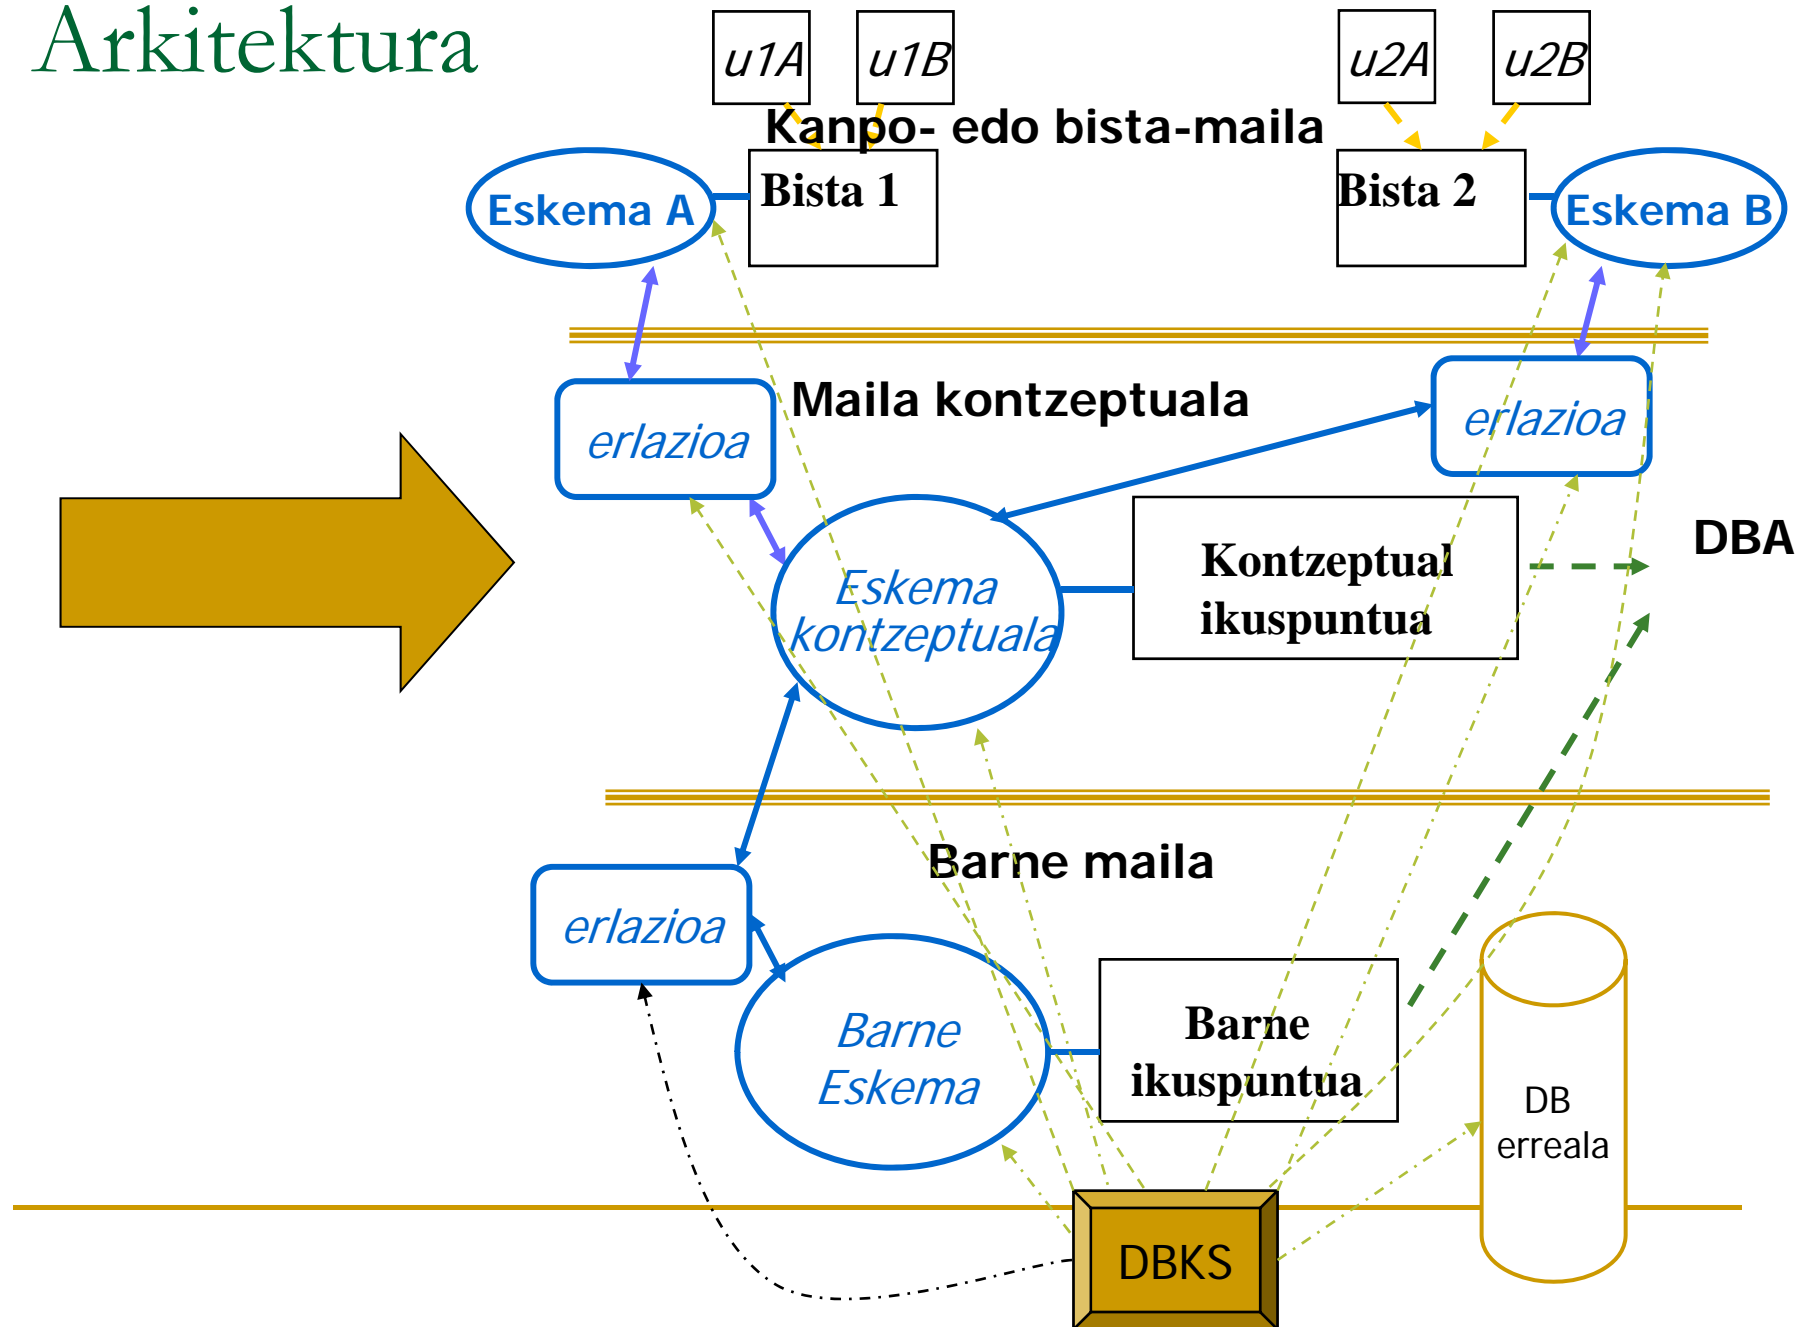 Arkitektura
u1A
u1B
u2A
u2B
Kanpo- edo bista-maila
Eskema A
Bista 1
Bista 2
Eskema B
Maila kontzeptuala
erlazioa
erlazioa
DBA
Eskema
kontzeptuala
Kontzeptual
ikuspuntua
Barne maila
erlazioa
Barne
Eskema
Barne
ikuspuntua
DB
erreala
DBKS